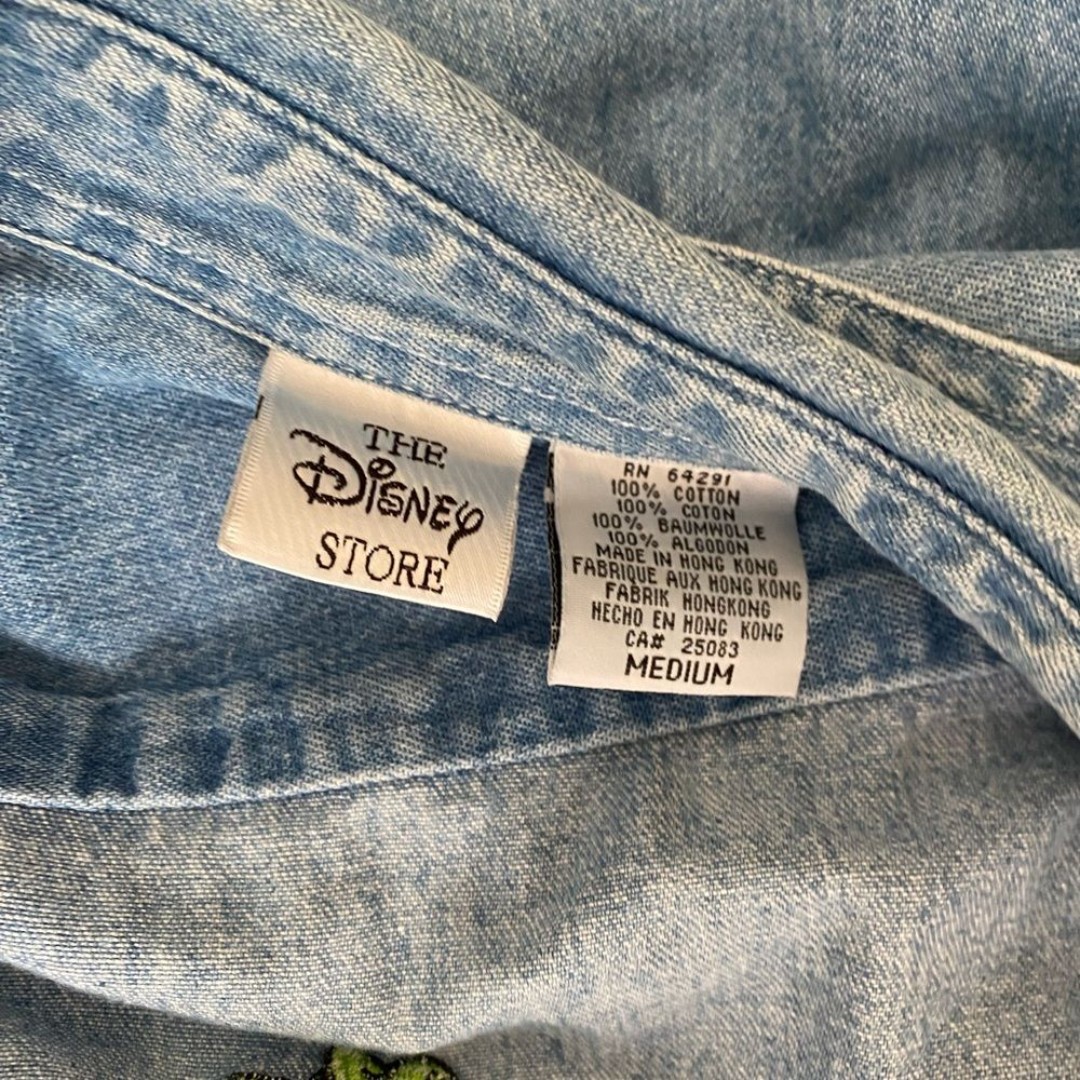 THE
Disney
STORE
RN 64291
100% COTTON
100% COTON
100% BAUMWOLLE
100% ALGODON
MADE IN HONG KONG
FABRIQUE AUX HONG KONG
FABRIK HONGKONG
HECHO EN HONG KONG
CA# 25083
MEDIUM